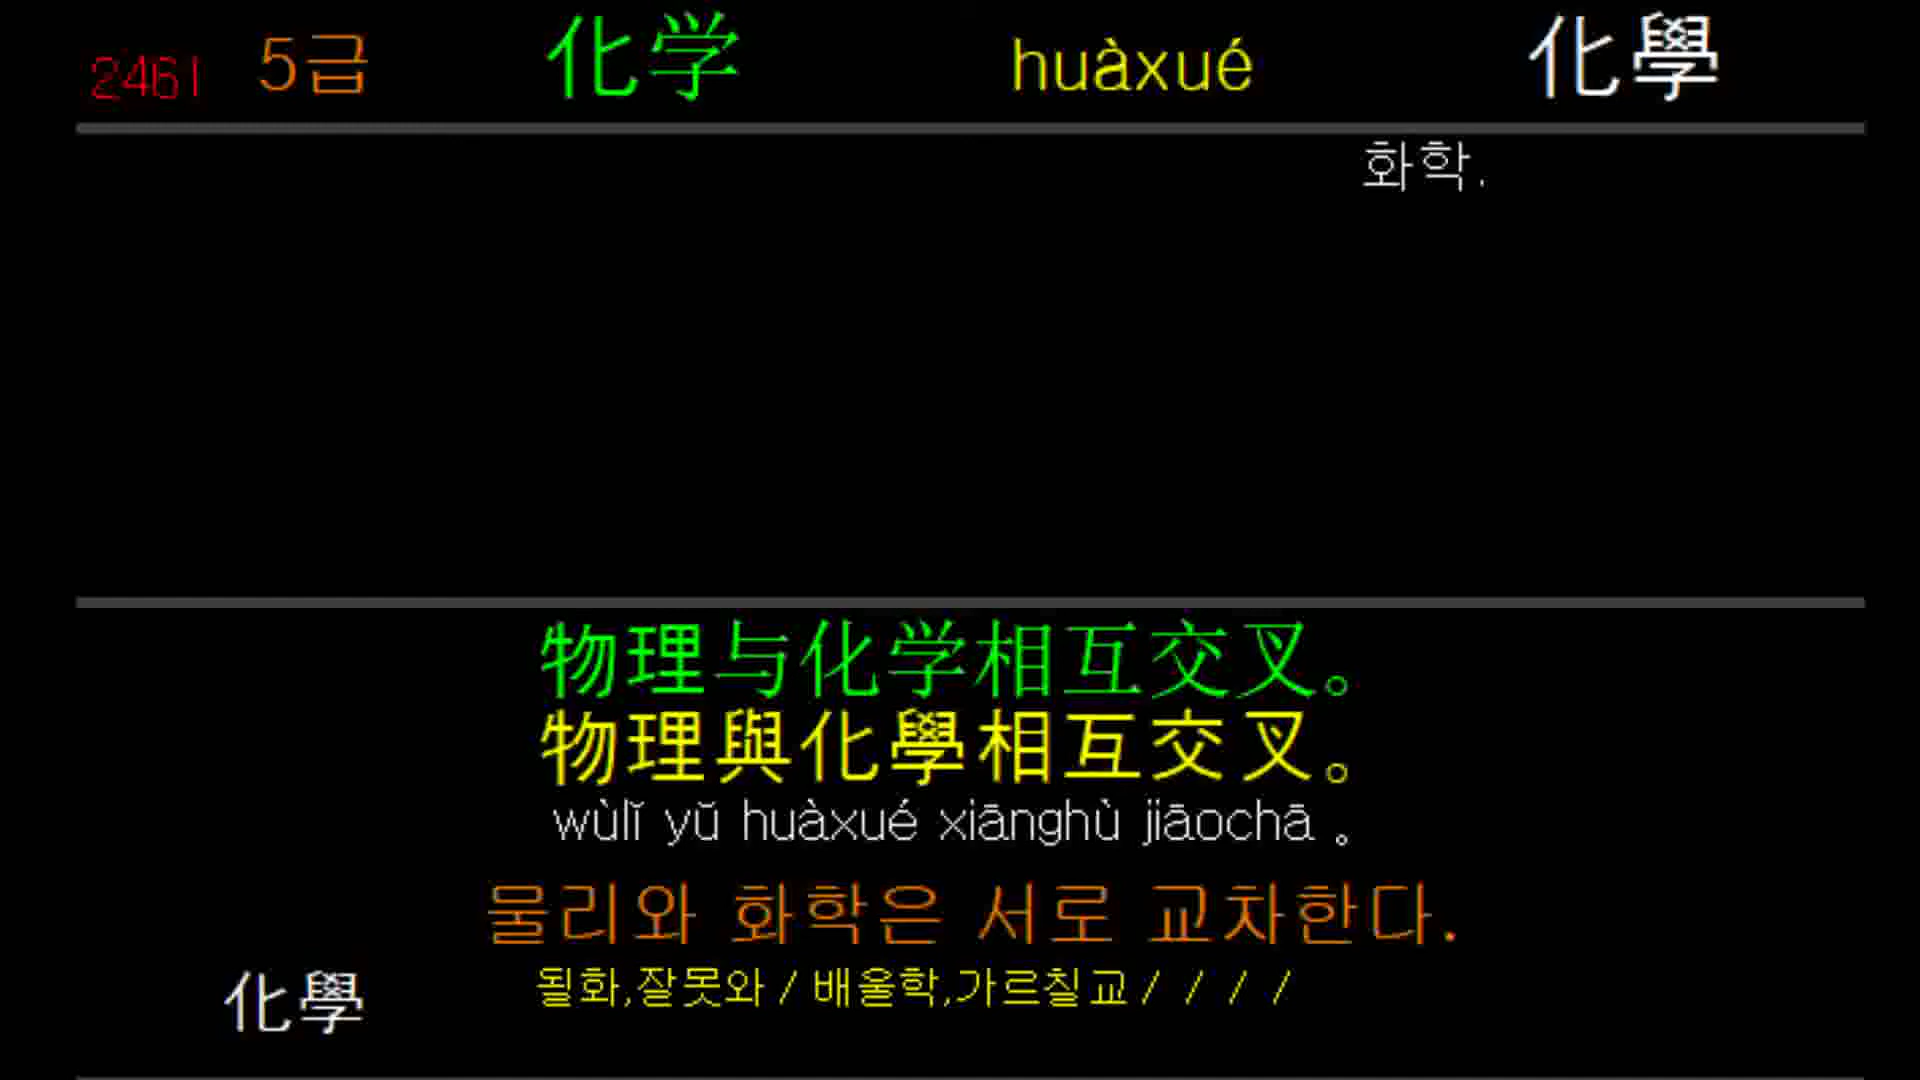 2461 5급 化学 huàxué 化學
화학.
物理与化学相互交叉。
物理與化學相互交叉。
wùlǐ yǔ huàxué xiānghù jiāochā 。
물리와 화학은 서로 교차한다.
化學 될화,잘못와 / 배울학,가르칠교 / / / /